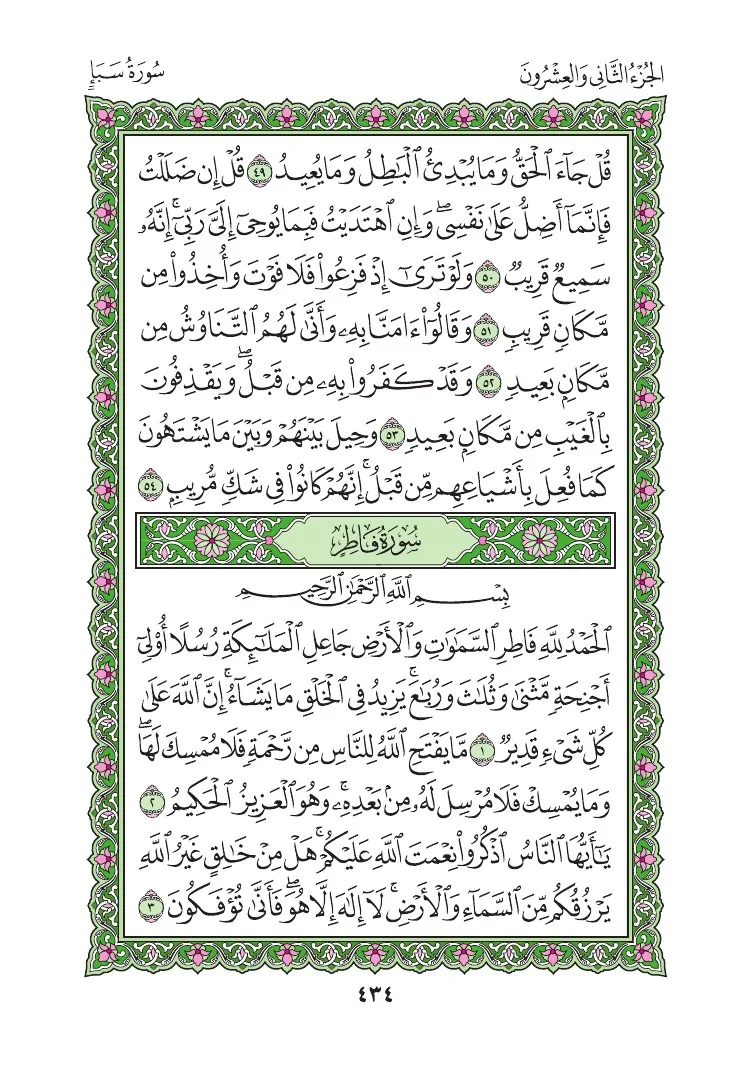 الجُزْءُ الثَّانِي وَالعِشْرُونَ
سُورَةُ سَبَإٍ
قُلْ جَآءَ ٱلْحَقُّ وَمَا يُبْدِئُ ٱلْبَٰطِلُ وَمَا يُعِيدُ ٤٩ قُلْ إِن ضَلَلْتُ
فَإِنَّمَآ أَضِلُّ عَلَىٰ نَفْسِىۖ وَإِنِ ٱهْتَدَيْتُ فَبِمَا يُوحِىٓ إِلَىَّ رَبِّىٓۚ إِنَّهُۥ
سَمِيعٌ قَرِيبٌ ٥٠ وَلَوْ تَرَىٰٓ إِذْ فَزِعُوا۟ فَلَا فَوْتَ وَأُخِذُوا۟ مِن
مَّكَانٍ قَرِيبٍ ٥١ وَقَالُوٓا۟ ءَامَنَّا بِهِۦ وَأَنَّىٰ لَهُمُ ٱلتَّنَاوُشُ مِن
مَّكَانٍۭ بَعِيدٍ ٥٢ وَقَدْ كَفَرُوا۟ بِهِۦ مِن قَبْلُۖ وَيَقْذِفُونَ
بِٱلْغَيْبِ مِن مَّكَانٍۭ بَعِيدٍ ٥٣ وَحِيلَ بَيْنَهُمْ وَبَيْنَ مَا يَشْتَهُونَ
كَمَا فُعِلَ بِأَشْيَاعِهِم مِّن قَبْلُۚ إِنَّهُمْ كَانُوا۟ فِى شَكٍّ مُّرِيبٍۭ ٥٤
سُورَةُ فَاطِرٍ
بِسْمِ ٱللَّهِ ٱلرَّحْمَٰنِ ٱلرَّحِيمِ
ٱلْحَمْدُ لِلَّهِ فَاطِرِ ٱلسَّمَٰوَٰتِ وَٱلْأَرْضِ جَاعِلِ ٱلْمَلَٰٓئِكَةِ رُسُلًا أُو۟لِىٓ
أَجْنِحَةٍ مَّثْنَىٰ وَثُلَٰثَ وَرُبَٰعَۚ يَزِيدُ فِى ٱلْخَلْقِ مَا يَشَآءُۚ إِنَّ ٱللَّهَ عَلَىٰ
كُلِّ شَىْءٍ قَدِيرٌ ١ مَّا يَفْتَحِ ٱللَّهُ لِلنَّاسِ مِن رَّحْمَةٍ فَلَا مُمْسِكَ لَهَاۖ
وَمَا يُمْسِكْ فَلَا مُرْسِلَ لَهُۥ مِنۢ بَعْدِهِۦۚ وَهُوَ ٱلْعَزِيزُ ٱلْحَكِيمُ ٢
يَٰٓأَيُّهَا ٱلنَّاسُ ٱذْكُرُوا۟ نِعْمَتَ ٱللَّهِ عَلَيْكُمْۚ هَلْ مِنْ خَٰلِقٍ غَيْرُ ٱللَّهِ
يَرْزُقُكُم مِّنَ ٱلسَّمَآءِ وَٱلْأَرْضِۚ لَآ إِلَٰهَ إِلَّا هُوَۖ فَأَنَّىٰ تُؤْفَكُونَ ٣
٤٣٤